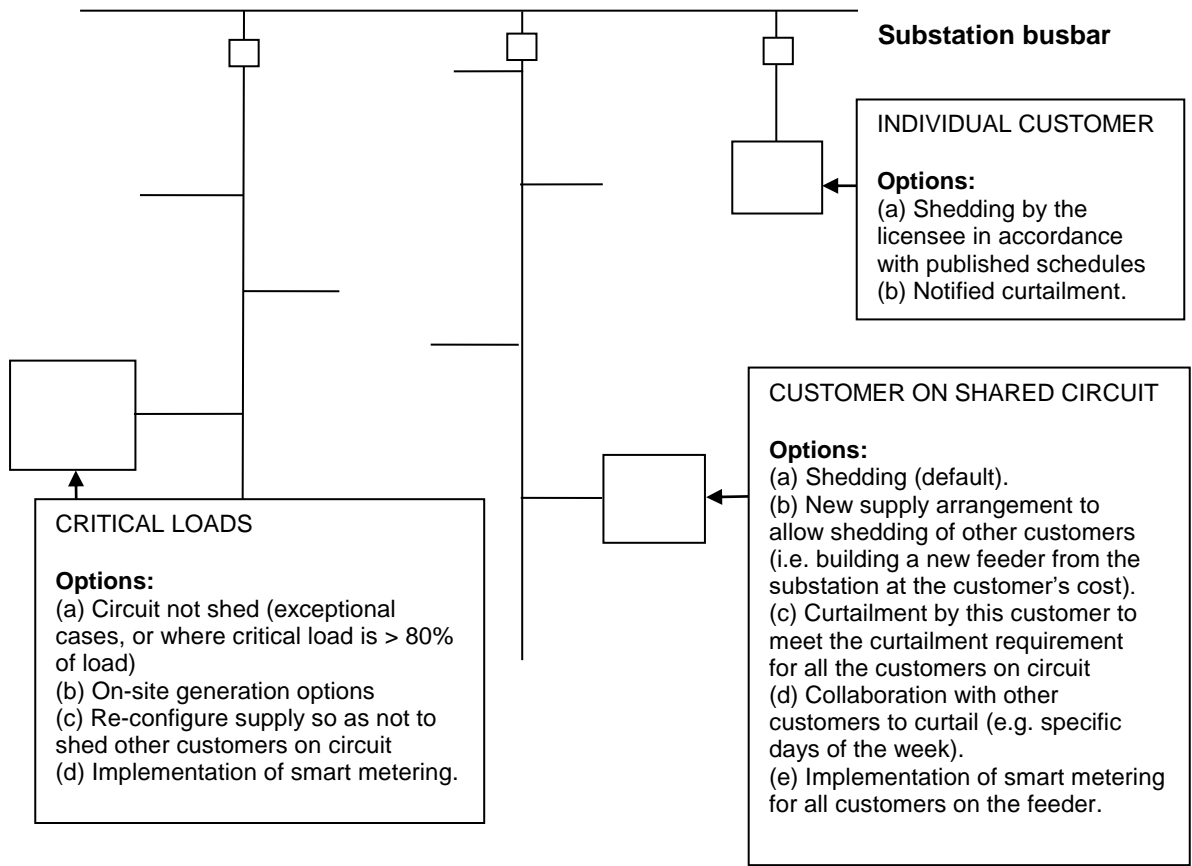 Substation busbar
INDIVIDUAL CUSTOMER
Options:
(a) Shedding by the
licensee in accordance
with published schedules
(b) Notified curtailment.
CUSTOMER ON SHARED CIRCUIT
Options:
(a) Shedding (default).
(b) New supply arrangement to
allow shedding of other customers
(i.e. building a new feeder from the
substation at the customer’s cost).
(c) Curtailment by this customer to
meet the curtailment requirement
for all the customers on circuit
(d) Collaboration with other
customers to curtail (e.g. specific
days of the week).
(e) Implementation of smart metering
for all customers on the feeder.
CRITICAL LOADS
Options:
(a) Circuit not shed (exceptional
cases, or where critical load is > 80%
of load)
(b) On-site generation options
(c) Re-configure supply so as not to
shed other customers on circuit
(d) Implementation of smart metering.